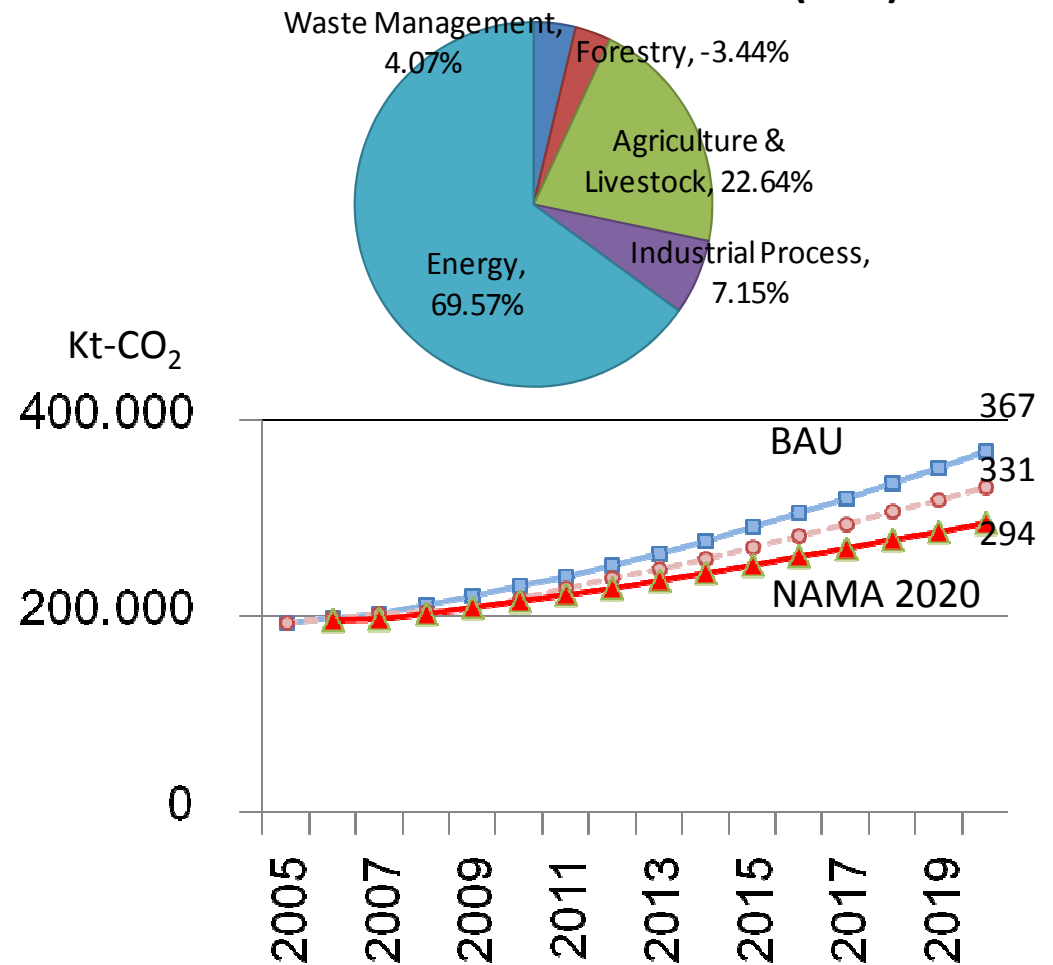 Waste Management,
4.07%
Forestry, -3.44%
Agriculture &
Livestock, 22.64%
Industrial Process,
7.15%
Energy,
69.57%
Kt-CO₂
400.000
367
BAU
331
294
NAMA 2020
200.000
0
2005
2007
2009
2011
2013
2015
2017
2019